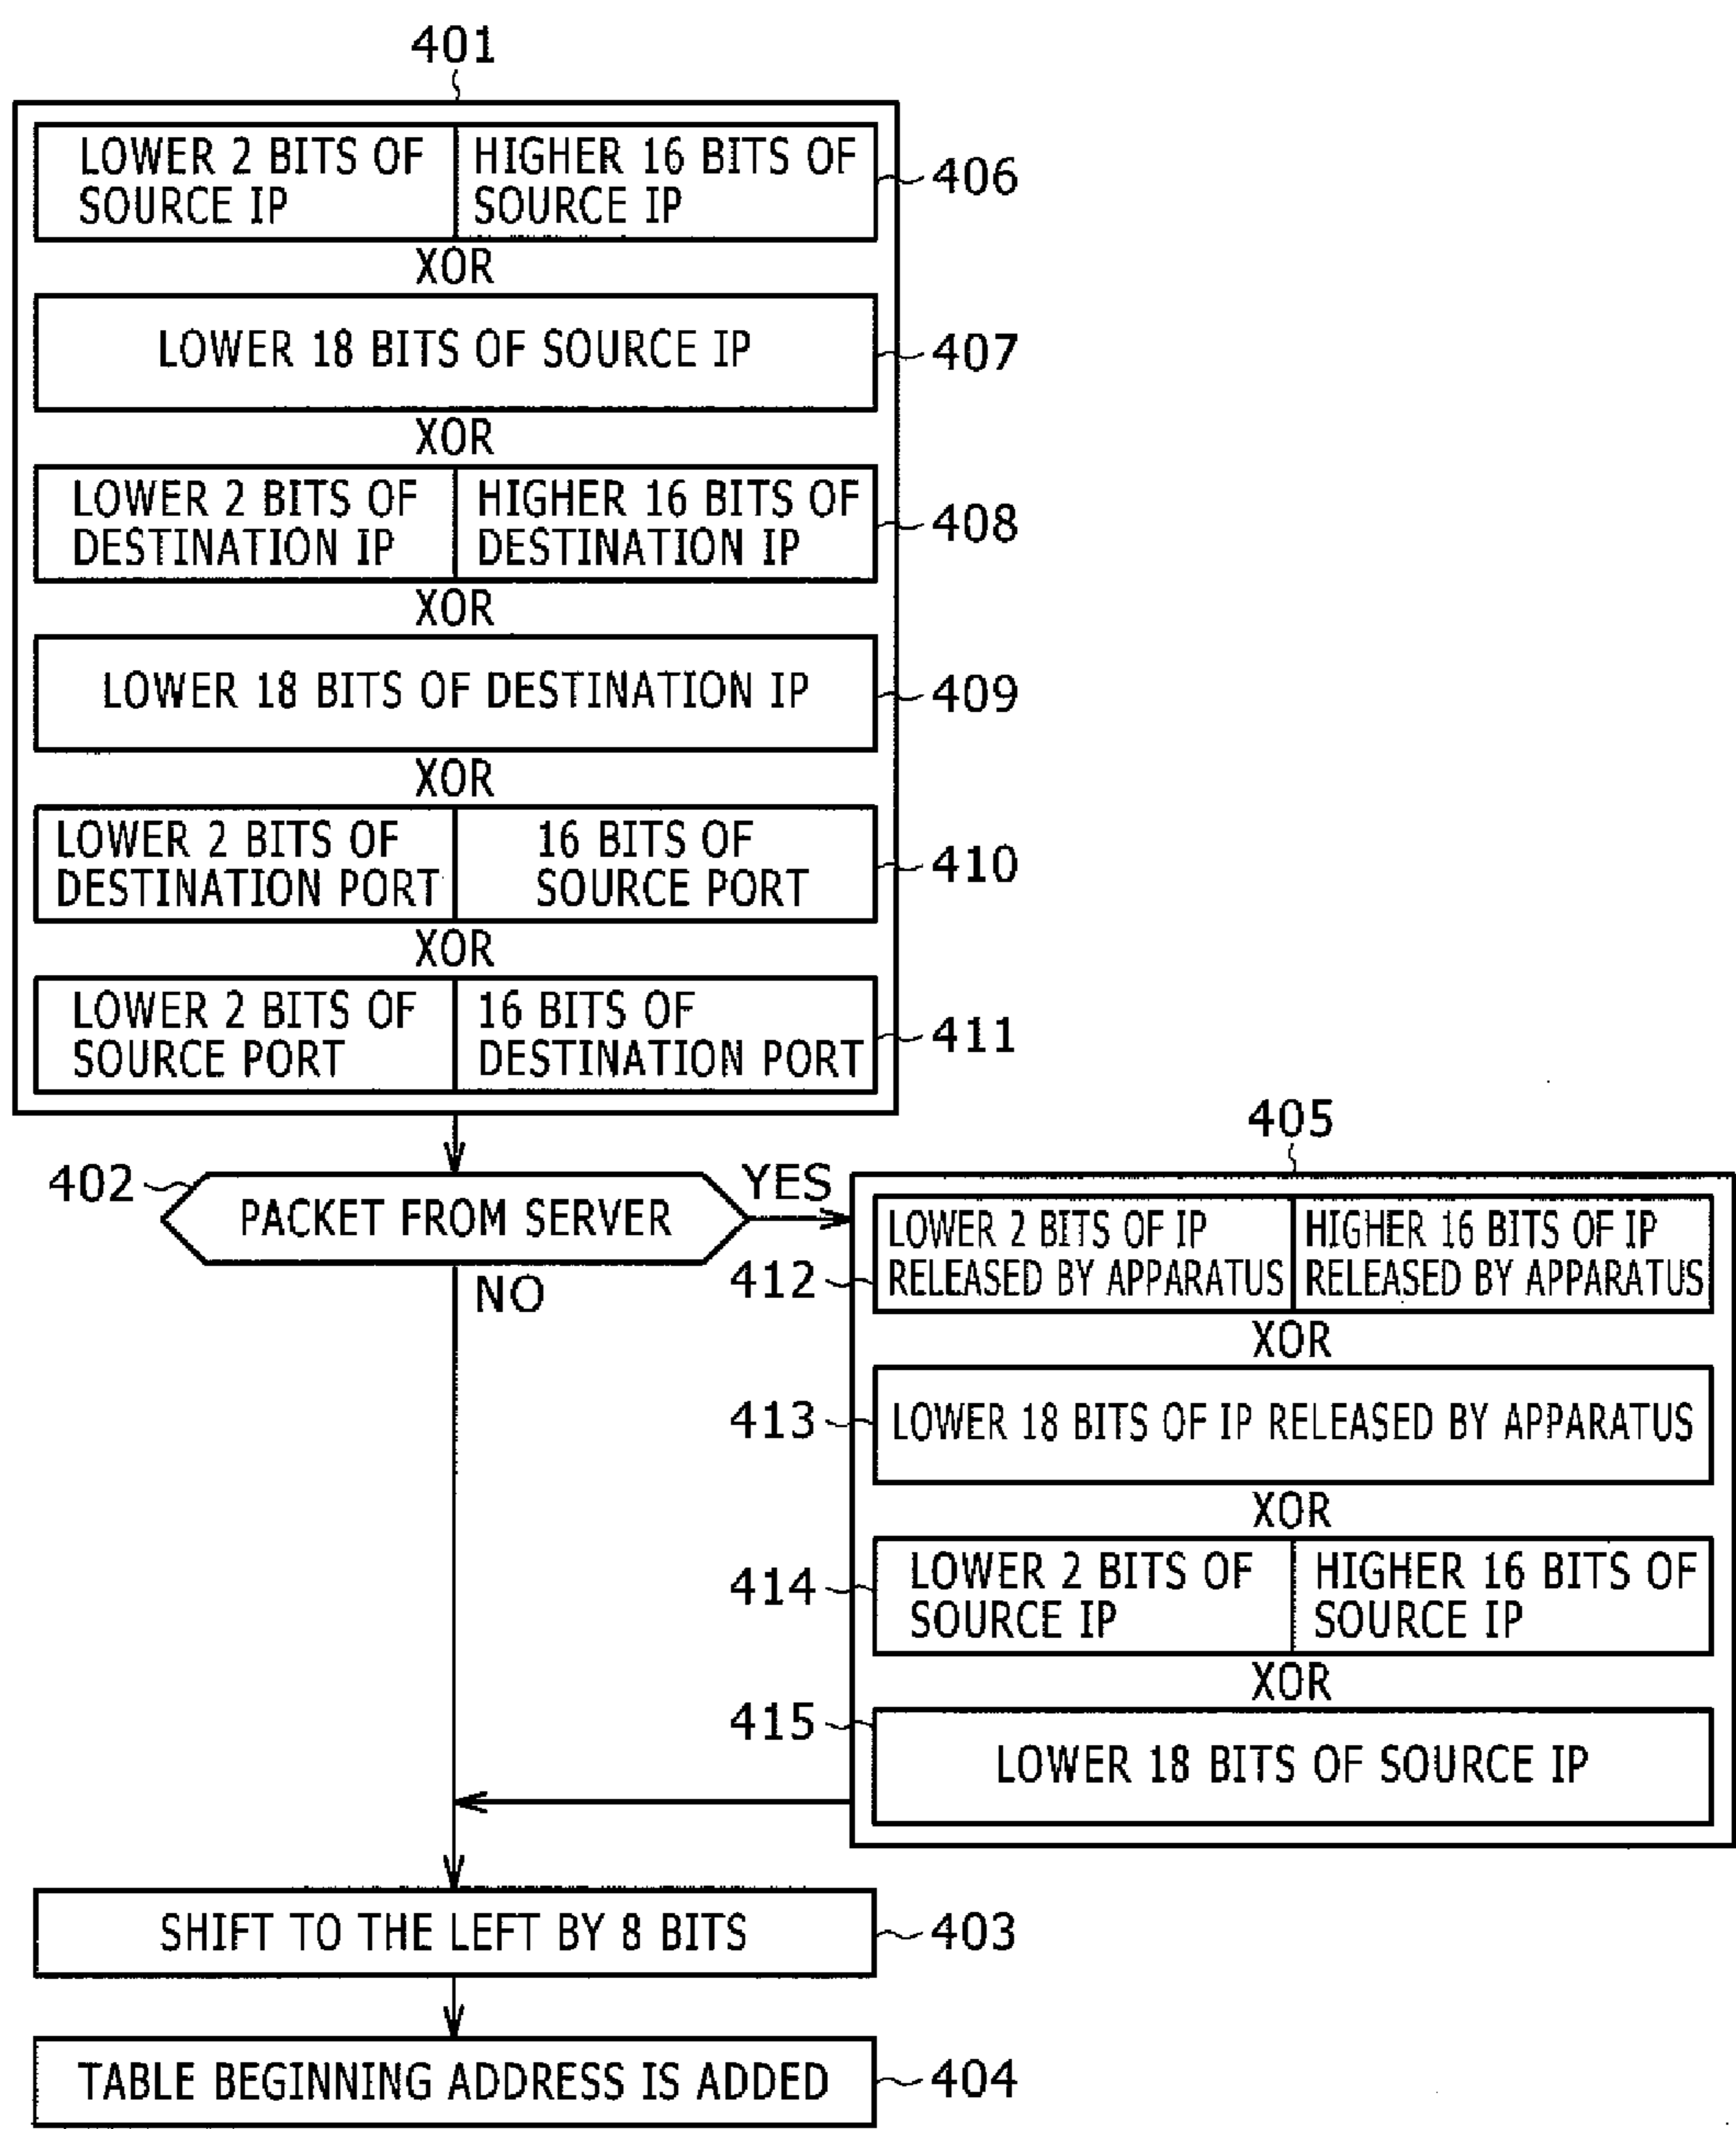 401
LOWER 2 BITS OF
SOURCE IP
HIGHER 16 BITS OF
SOURCE IP
406
XOR
LOWER 18 BITS OF SOURCE IP
407
XOR
LOWER 2 BITS OF
DESTINATION IP
HIGHER 16 BITS OF
DESTINATION IP
408
XOR
LOWER 18 BITS OF DESTINATION IP
409
XOR
LOWER 2 BITS OF
DESTINATION PORT
16 BITS OF
SOURCE PORT
410
XOR
LOWER 2 BITS OF
SOURCE PORT
16 BITS OF
DESTINATION PORT
411
402
PACKET FROM SERVER
YES
NO
405
LOWER 2 BITS OF IP
RELEASED BY APPARATUS
HIGHER 16 BITS OF IP
RELEASED BY APPARATUS
412
XOR
413
LOWER 18 BITS OF IP RELEASED BY APPARATUS
XOR
414
LOWER 2 BITS OF
SOURCE IP
HIGHER 16 BITS OF
SOURCE IP
XOR
415
LOWER 18 BITS OF SOURCE IP
SHIFT TO THE LEFT BY 8 BITS
403
TABLE BEGINNING ADDRESS IS ADDED
404